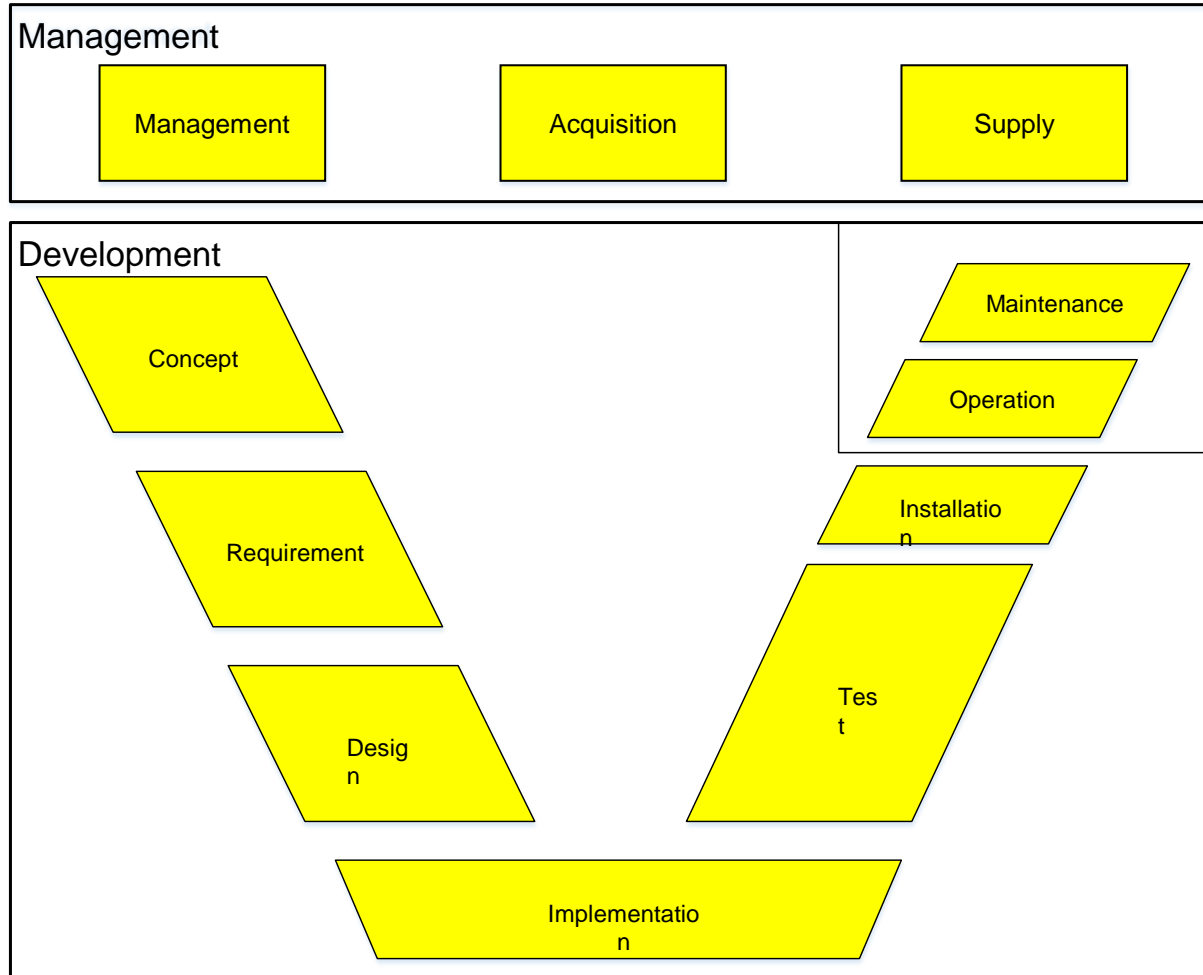 Management
Management
Acquisition
Supply
Development
Concept
Maintenance
Operation
Requirement
Installatio
n
Desig
n
Tes
t
Implementatio
n